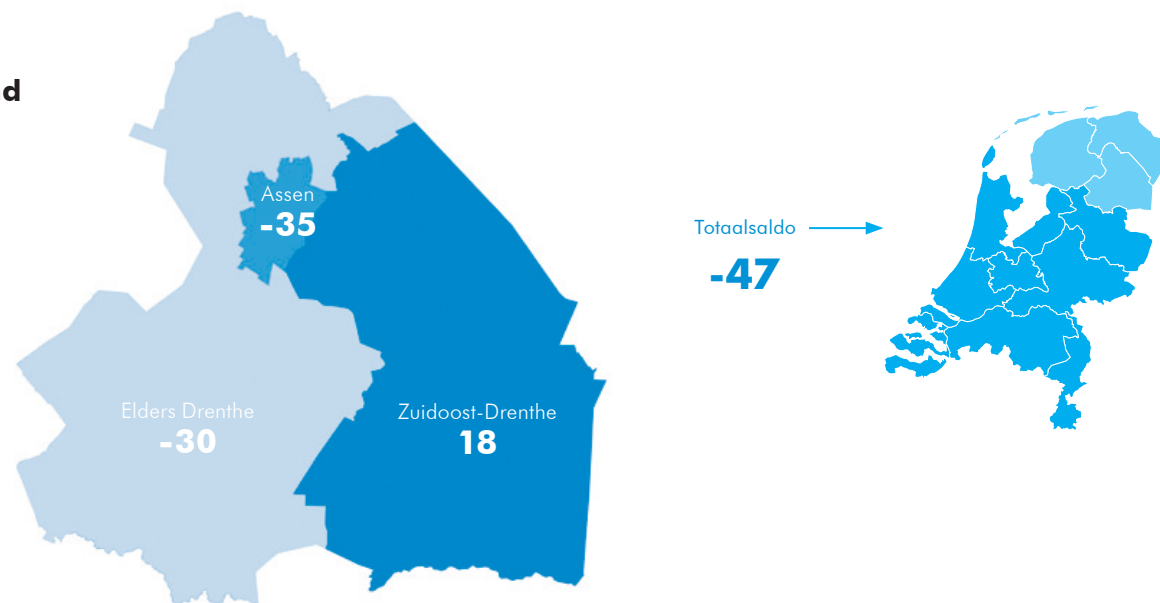 Assen
-35
Elders Drenthe
-30
Zuidoost-Drenthe
18
Totaalsaldo
-47